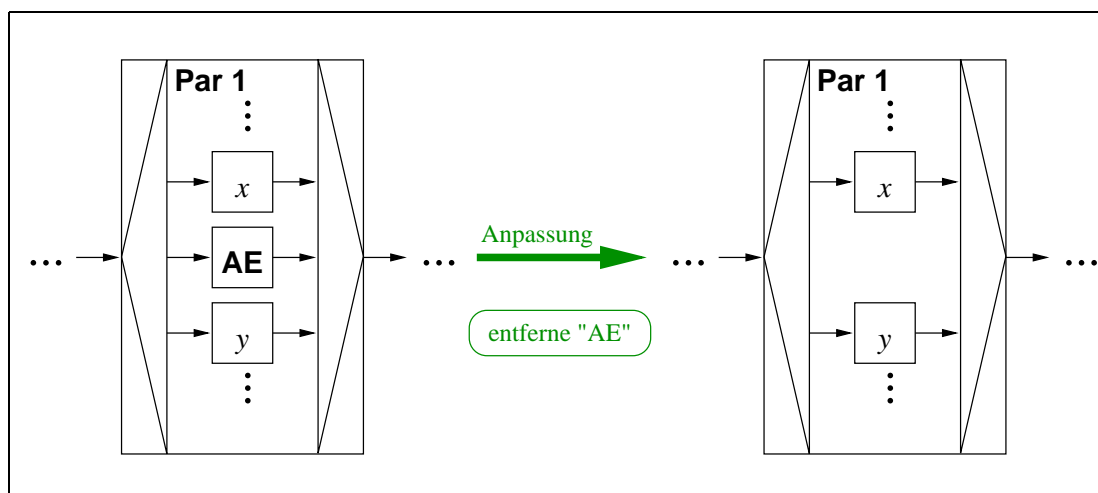 Par 1
x
... AE ...
y
Anpassung
entferne "AE"
Par 1
x
... ...
y